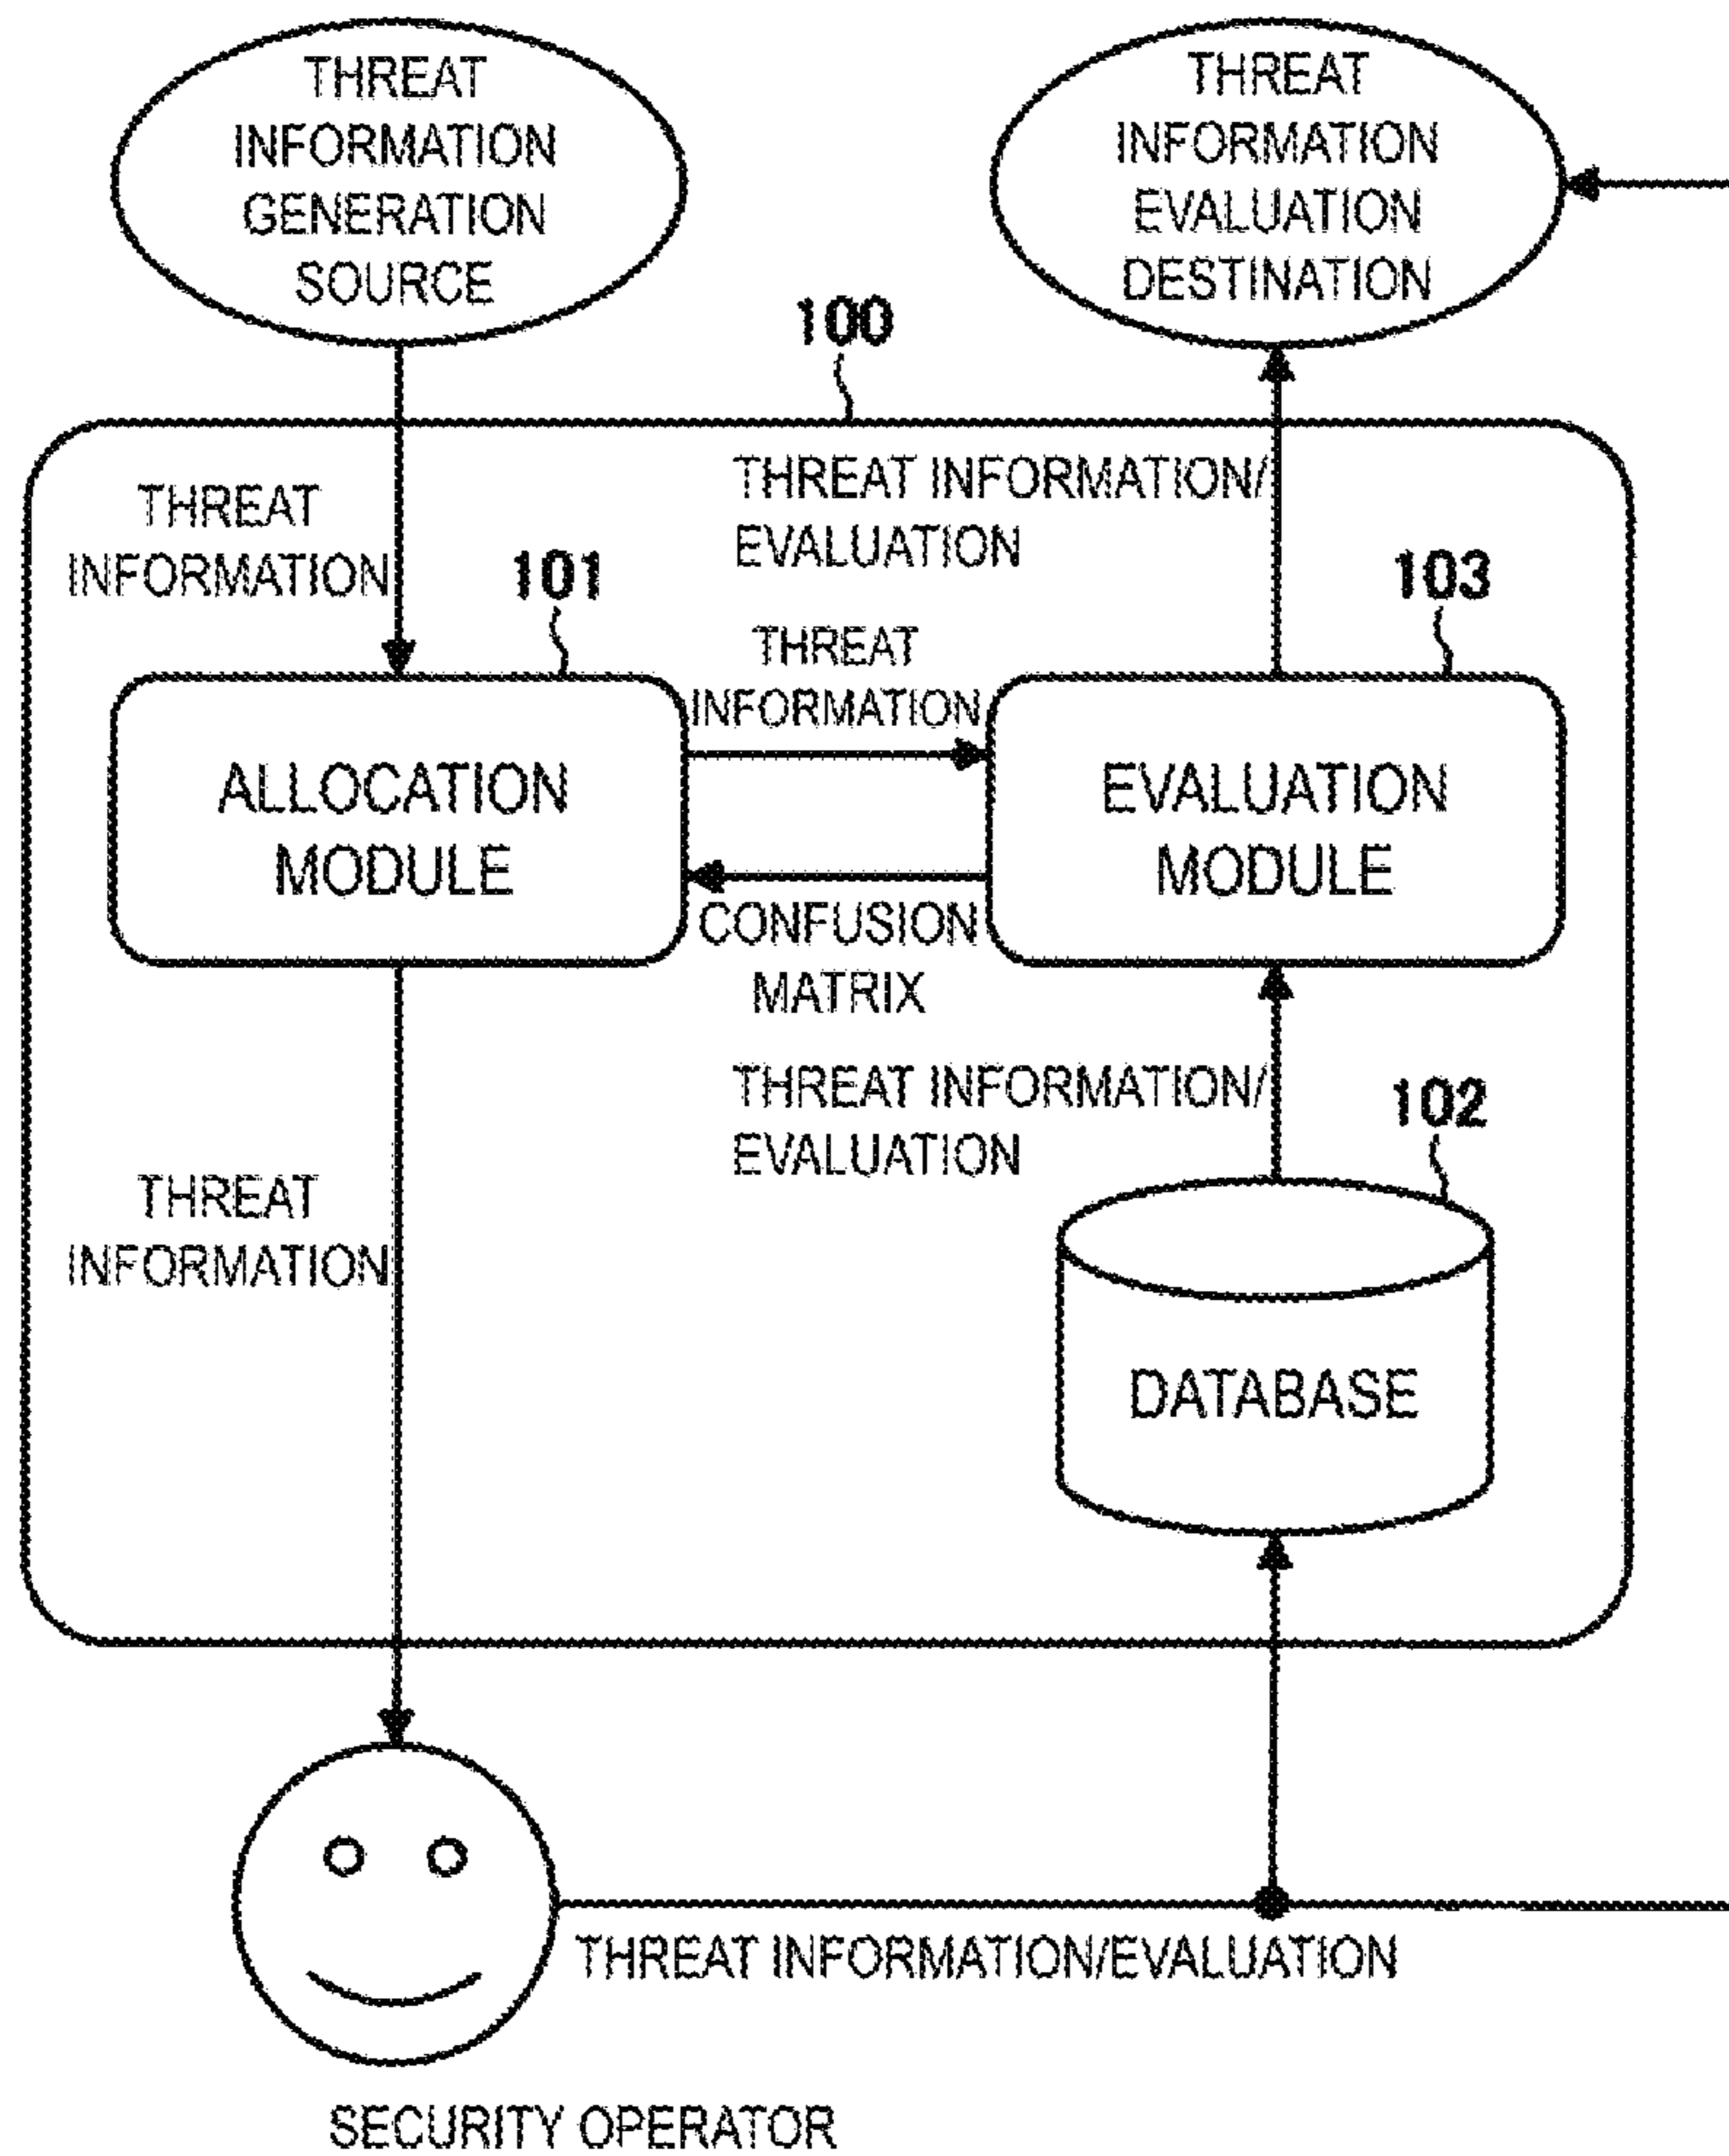 THREAT
INFORMATION
GENERATION
SOURCE
THREAT
INFORMATION
EVALUATION
DESTINATION
100
THREAT
INFORMATION
THREAT INFORMATION/
EVALUATION
101
103
THREAT
INFORMATION
ALLOCATION
MODULE
EVALUATION
MODULE
CONFUSION
MATRIX
THREAT INFORMATION/
EVALUATION
102
THREAT
INFORMATION
DATABASE
THREAT INFORMATION/EVALUATION
SECURITY OPERATOR